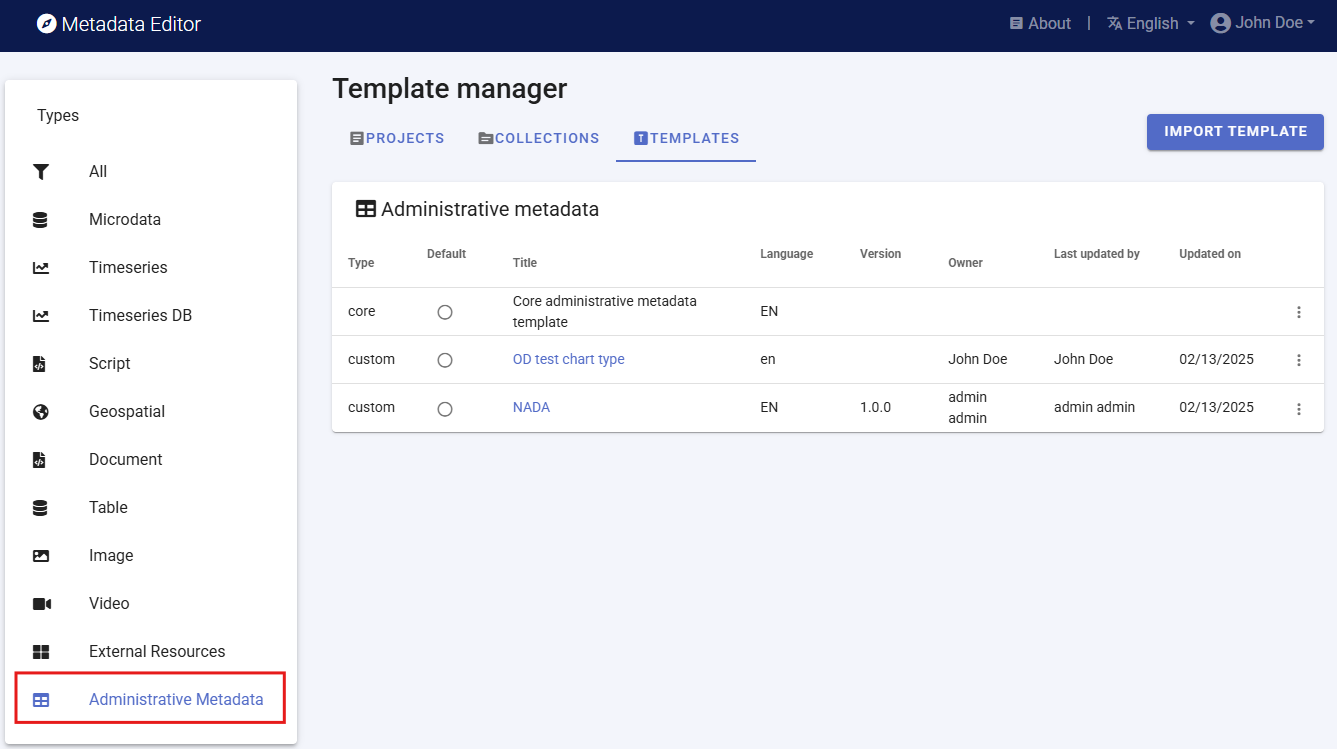 Metadata Editor
About | English John Doe
Types
All
Microdata
Timeseries
Timeseries DB
Script
Geospatial
Document
Table
Image
Video
External Resources
Administrative Metadata
Template manager
PROJECTS COLLECTIONS TEMPLATES
IMPORT TEMPLATE
Administrative metadata
Type Default Title Language Version Owner Last updated by Updated on
core Core administrative metadata template EN
custom OD test chart type en John Doe John Doe 02/13/2025
custom NADA EN 1.0.0 admin admin admin admin 02/13/2025